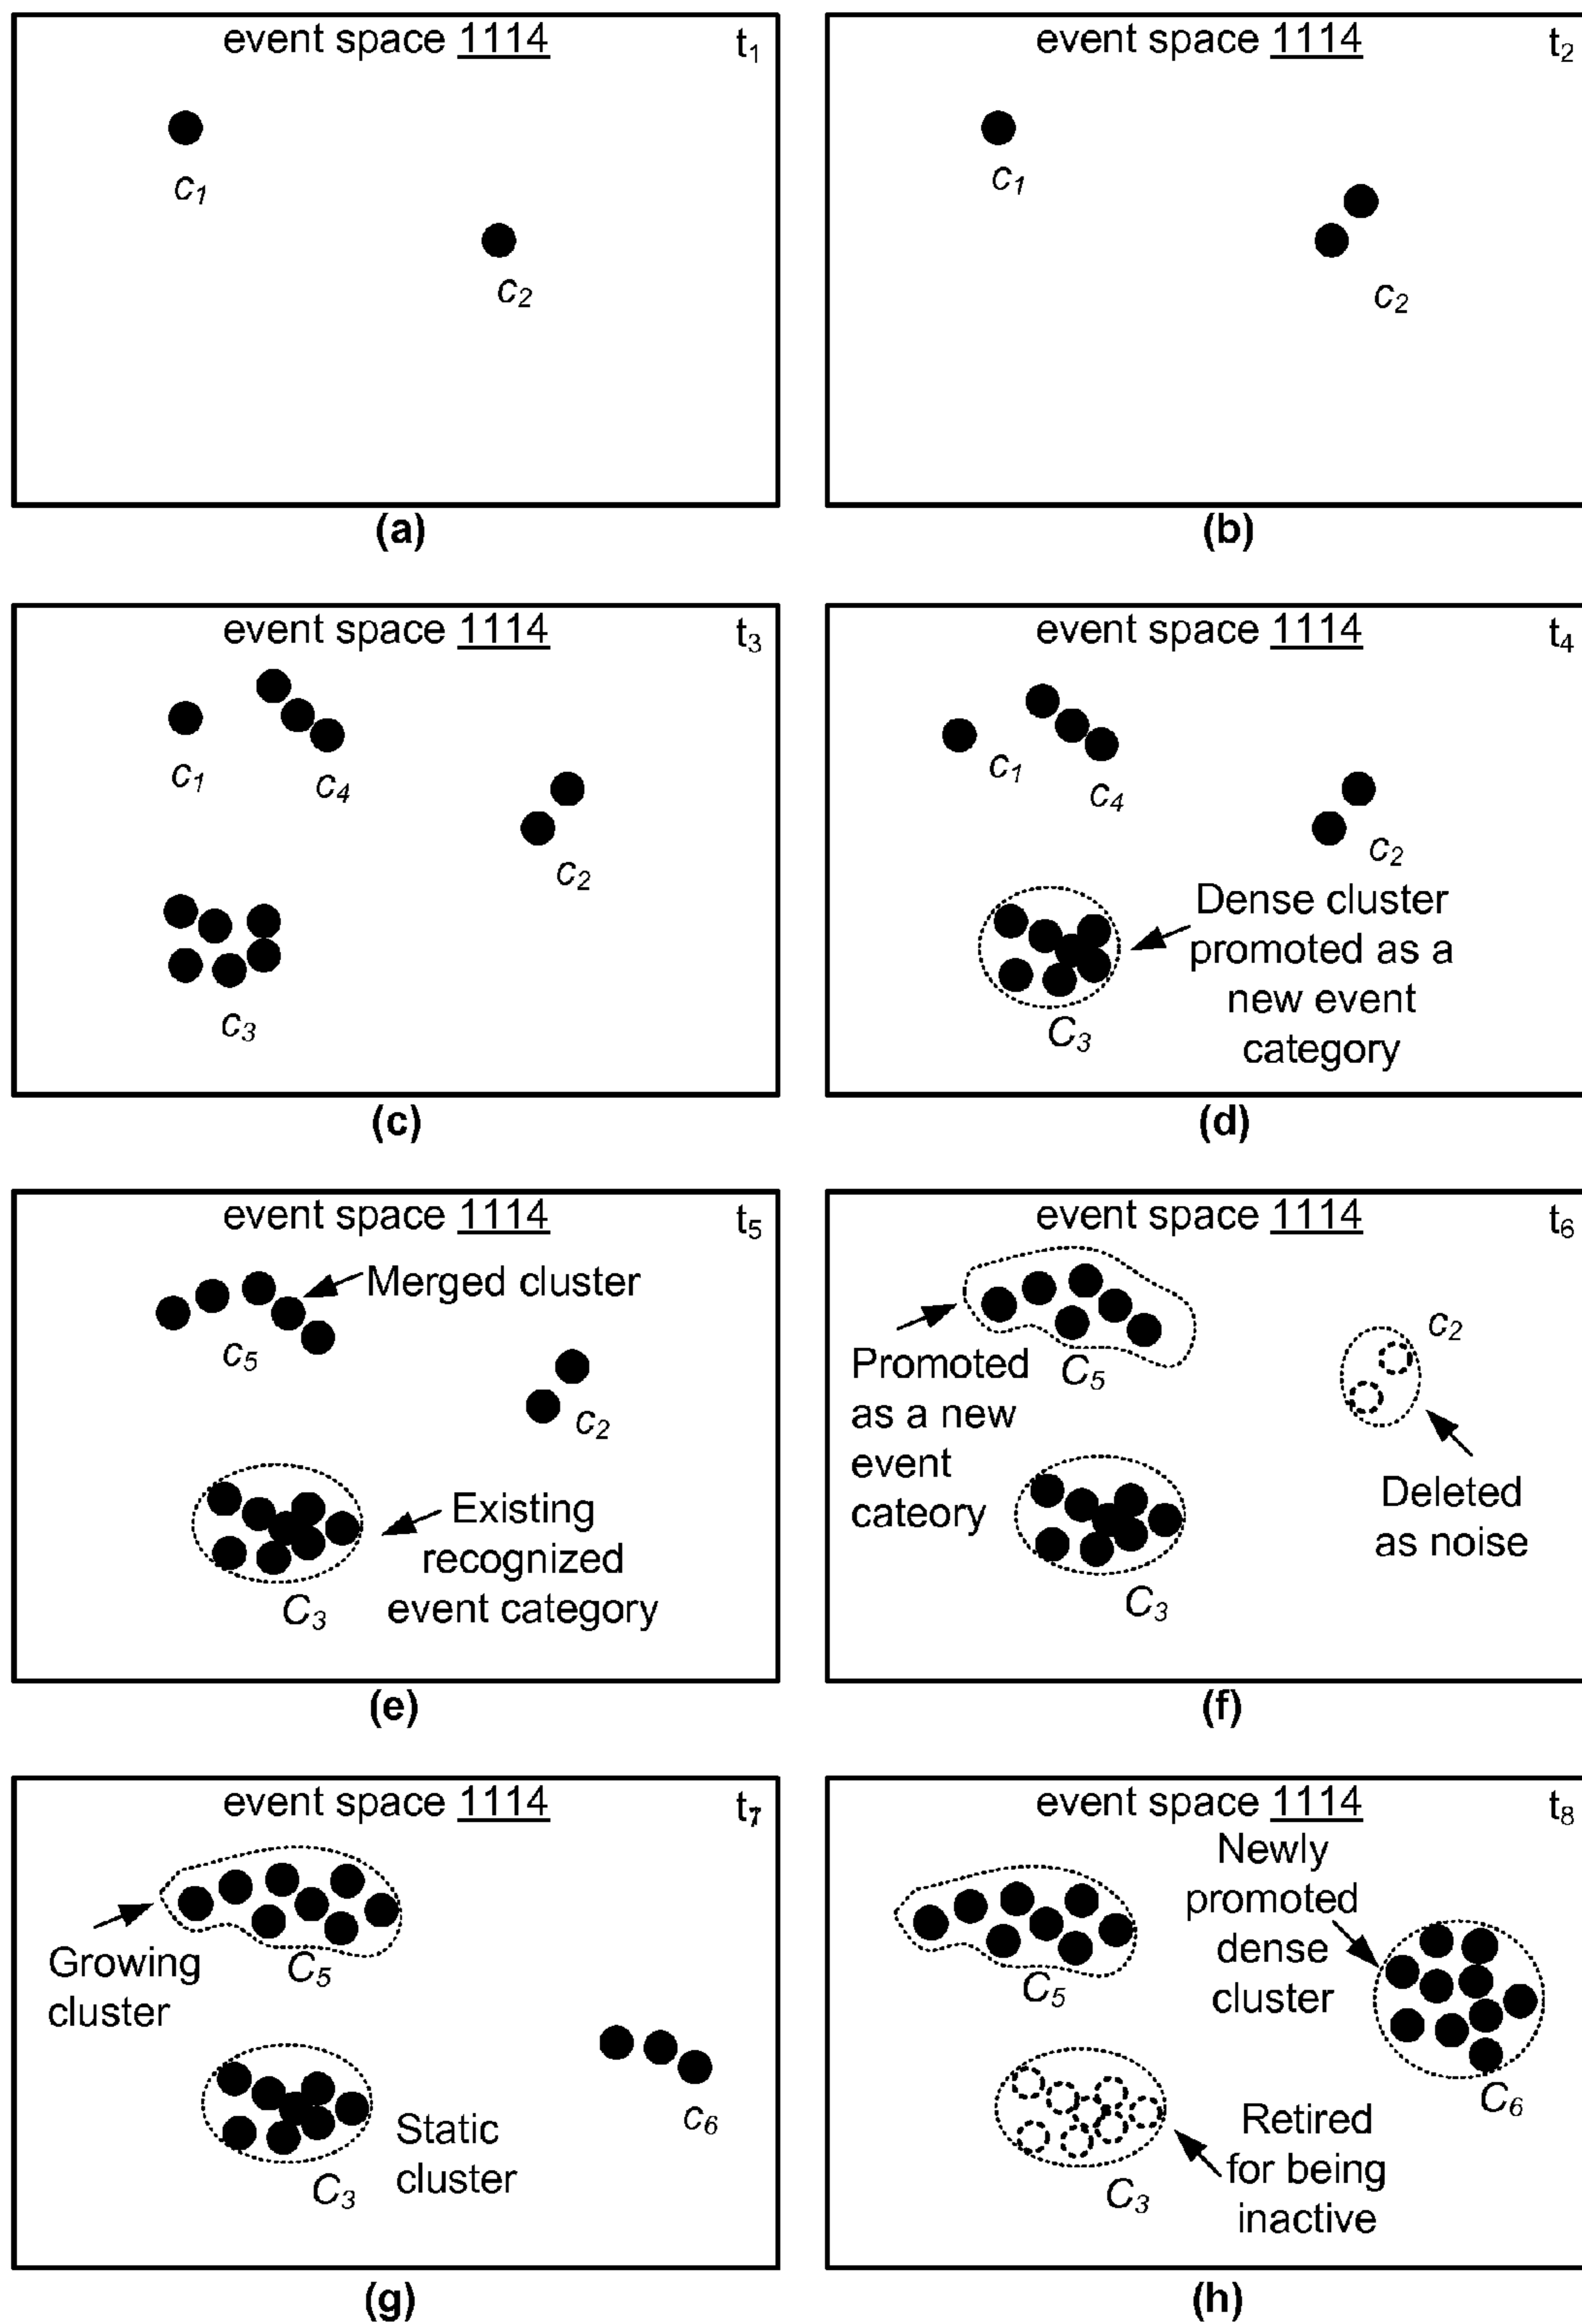 event space 1114 t1
c1
c2
(a)
event space 1114 t2
c1
c2
(b)
event space 1114 t3
c1
c4
c2
c3
(c)
event space 1114 t4
c1
c4
c2
Dense cluster
promoted as a
new event
category
C3
(d)
event space 1114 t5
Merged cluster
c5
c2
Existing
recognized
event category
C3
(e)
event space 1114 t6
c2
Promoted
as a new
event
cateory
C5
Deleted
as noise
C3
(f)
event space 1114 t7
Growing
cluster
C5
c6
Static
cluster
C3
(g)
event space 1114 t8
Newly
promoted
dense
cluster
C5
C6
Retired
for being
inactive
C3
(h)